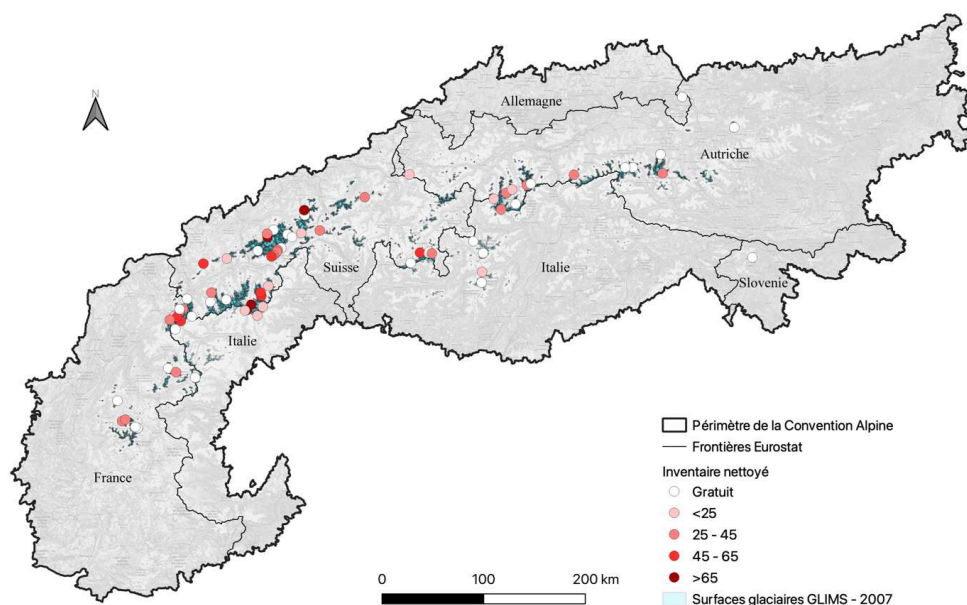 N
Allemagne
Autriche
Suisse
Italie
Slovenie
Italie
France
Périmètre de la Convention Alpine
Frontières Eurostat
Inventaire nettoyé
Gratuit
<25
25 - 45
45 - 65
>65
Surfaces glaciaires GLIMS - 2007
0 100 200 km